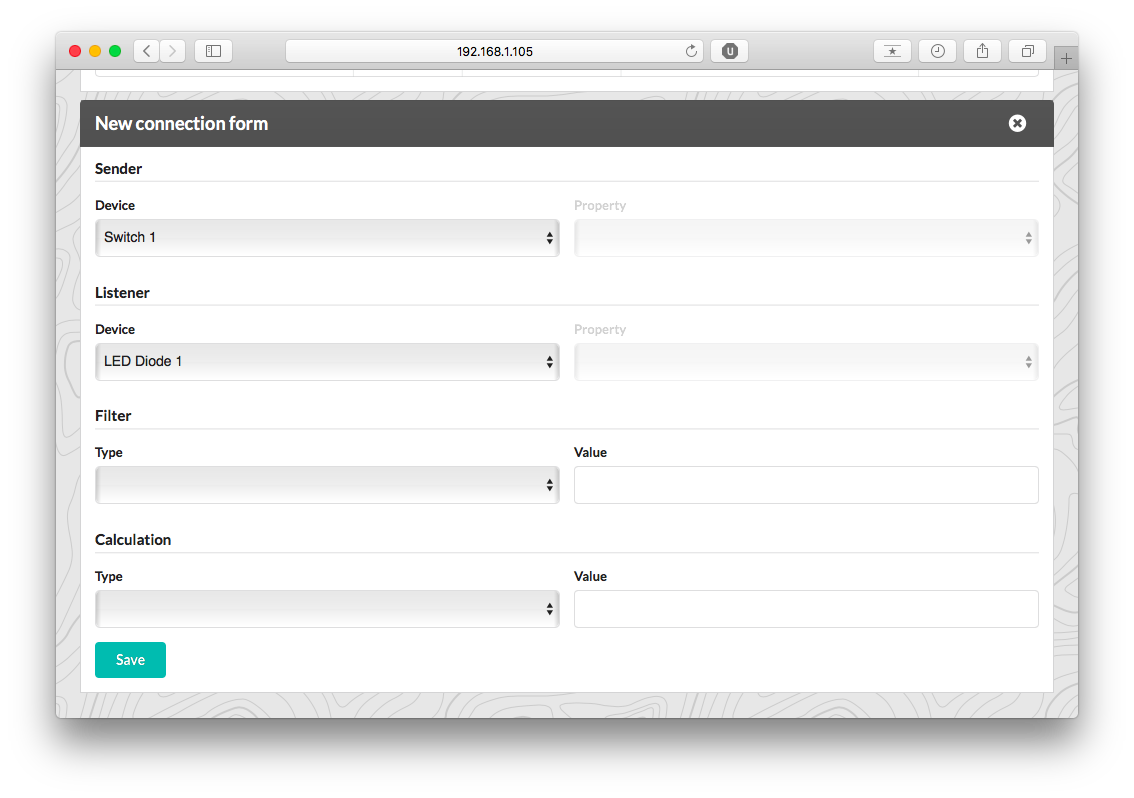 192.168.1.105
New connection form
Sender
Device Property
Switch 1
Listener
Device Property
LED Diode 1
Filter
Type Value
Calculation
Type Value
Save